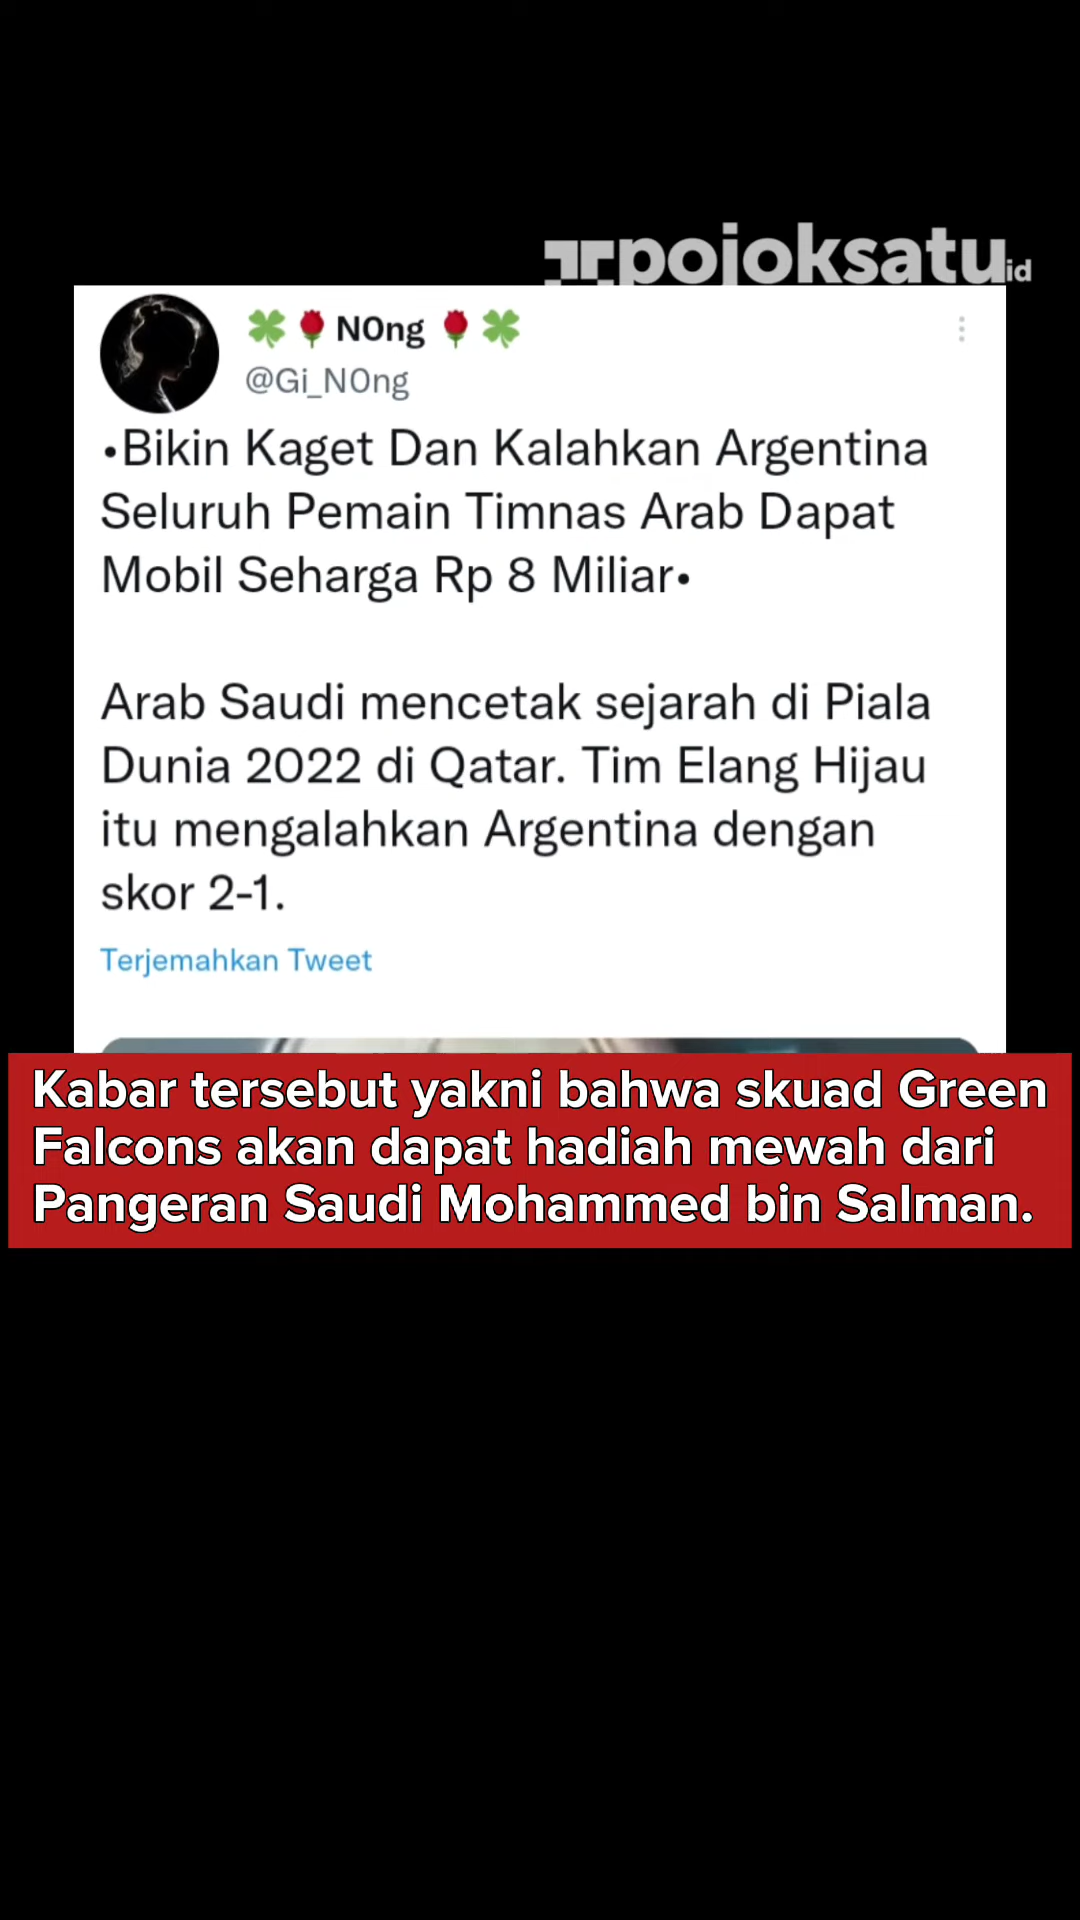 pojoksatu.id
🍀🌹 N0ng 🌹🍀
@Gi_N0ng
•Bikin Kaget Dan Kalahkan Argentina
Seluruh Pemain Timnas Arab Dapat
Mobil Seharga Rp 8 Miliar•
Arab Saudi mencetak sejarah di Piala
Dunia 2022 di Qatar. Tim Elang Hijau
itu mengalahkan Argentina dengan
skor 2-1.
Terjemahkan Tweet
Kabar tersebut yakni bahwa skuad Green
Falcons akan dapat hadiah mewah dari
Pangeran Saudi Mohammed bin Salman.